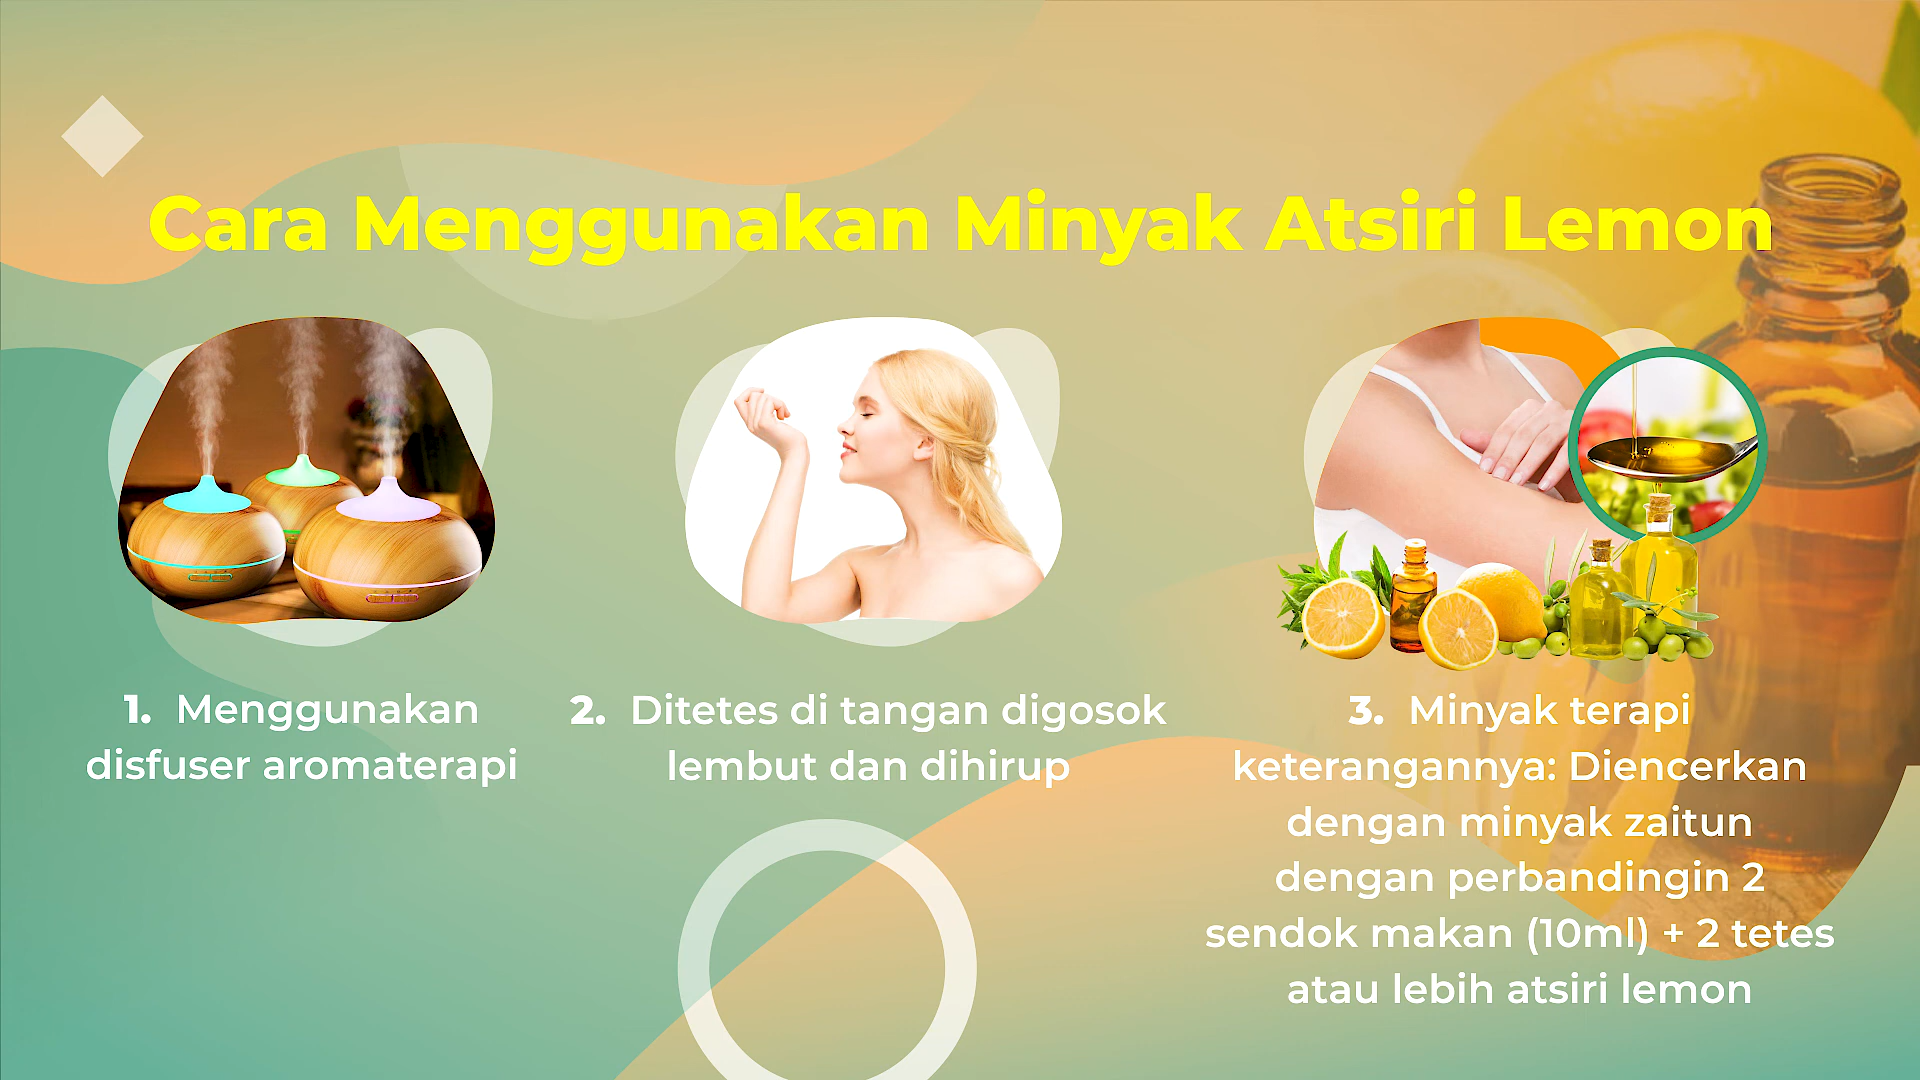 Cara Menggunakan Minyak Atsiri Lemon
1. Menggunakan
disfuser aromaterapi
2. Ditetes di tangan digosok
lembut dan dihirup
3. Minyak terapi
keterangannya: Diencerkan
dengan minyak zaitun
dengan perbandingin 2
sendok makan (10ml) + 2 tetes
atau lebih atsiri lemon